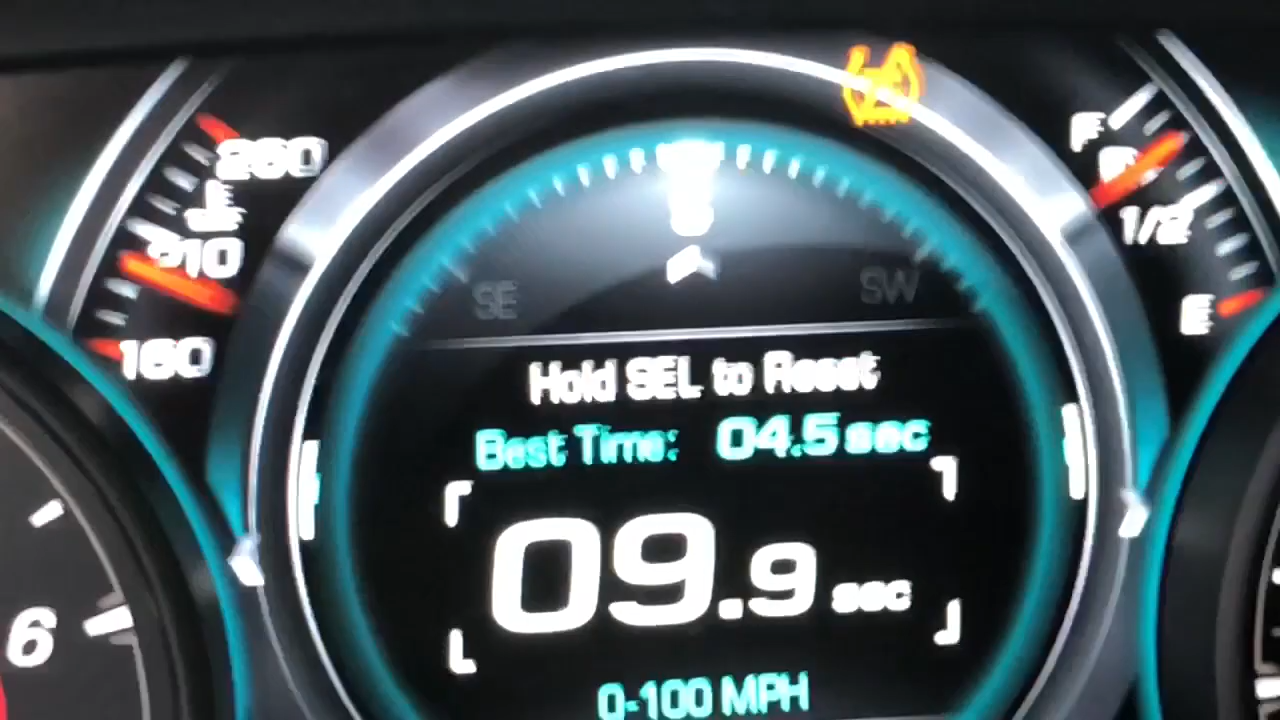 260
210
160
6
SE
SW
Hold SEL to Reset
Best Time: 04.5 sec
09.9 sec
0-100 MPH
F
1/2
E